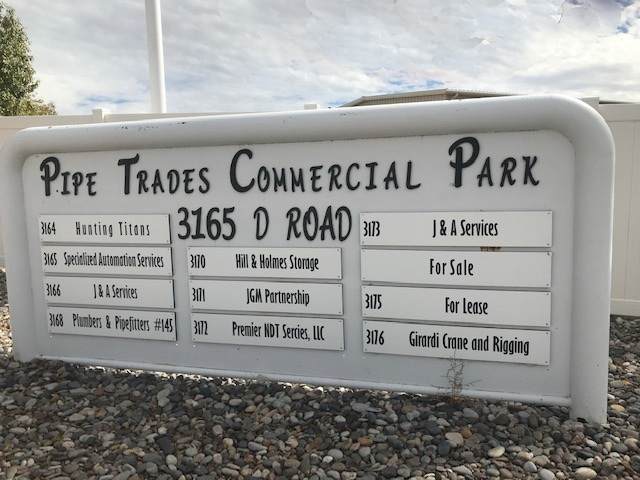 PIPE TRADES COMMERCIAL PARK
3165 D ROAD
3164 Hunting Titans
3165 Specialized Automation Services
3166 J & A Services
3168 Plumbers & Pipefitters #145
3170 Hill & Holmes Storage
3171 JGM Partnership
3172 Premier NDT Sercies, LLC
3173 J & A Services
For Sale
3175 For Lease
3176 Girardi Crane and Rigging